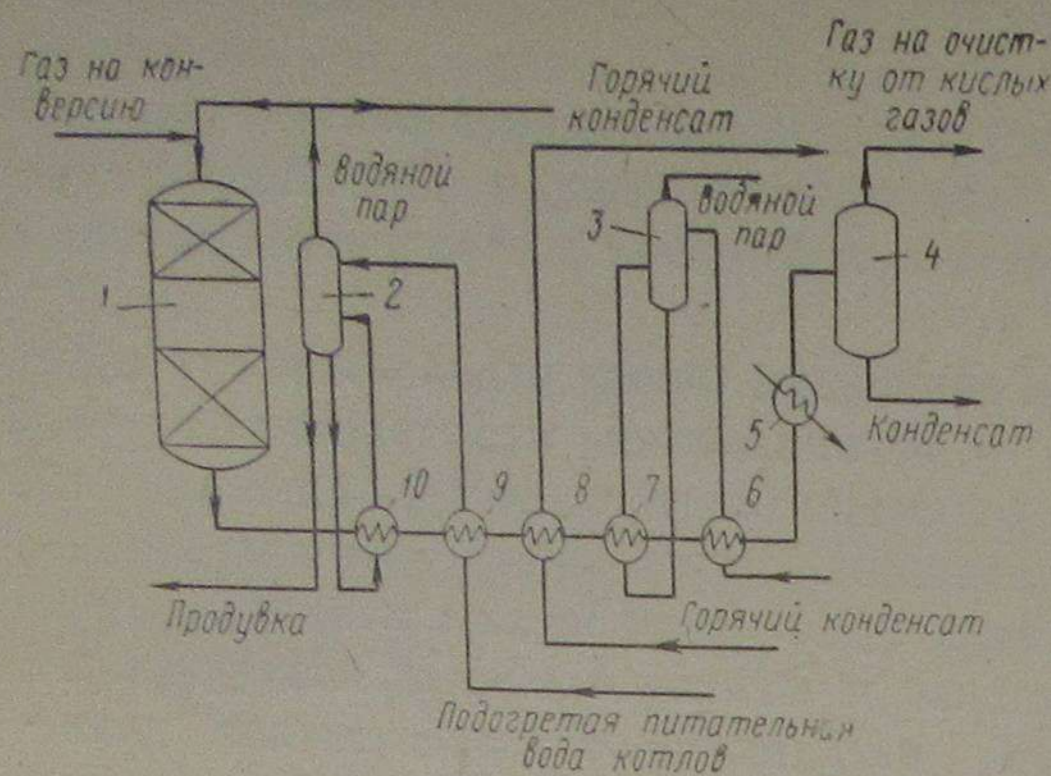 Газ на кон-
версию
Горячий
конденсат
Газ на очист-
ку от кислых
газов
Водяной
пар
Водяной
пар
1
2
3
4
5
Конденсат
10
9
8
7
6
Продувка
Горячий конденсат
Подогретая питательная
вода котлов